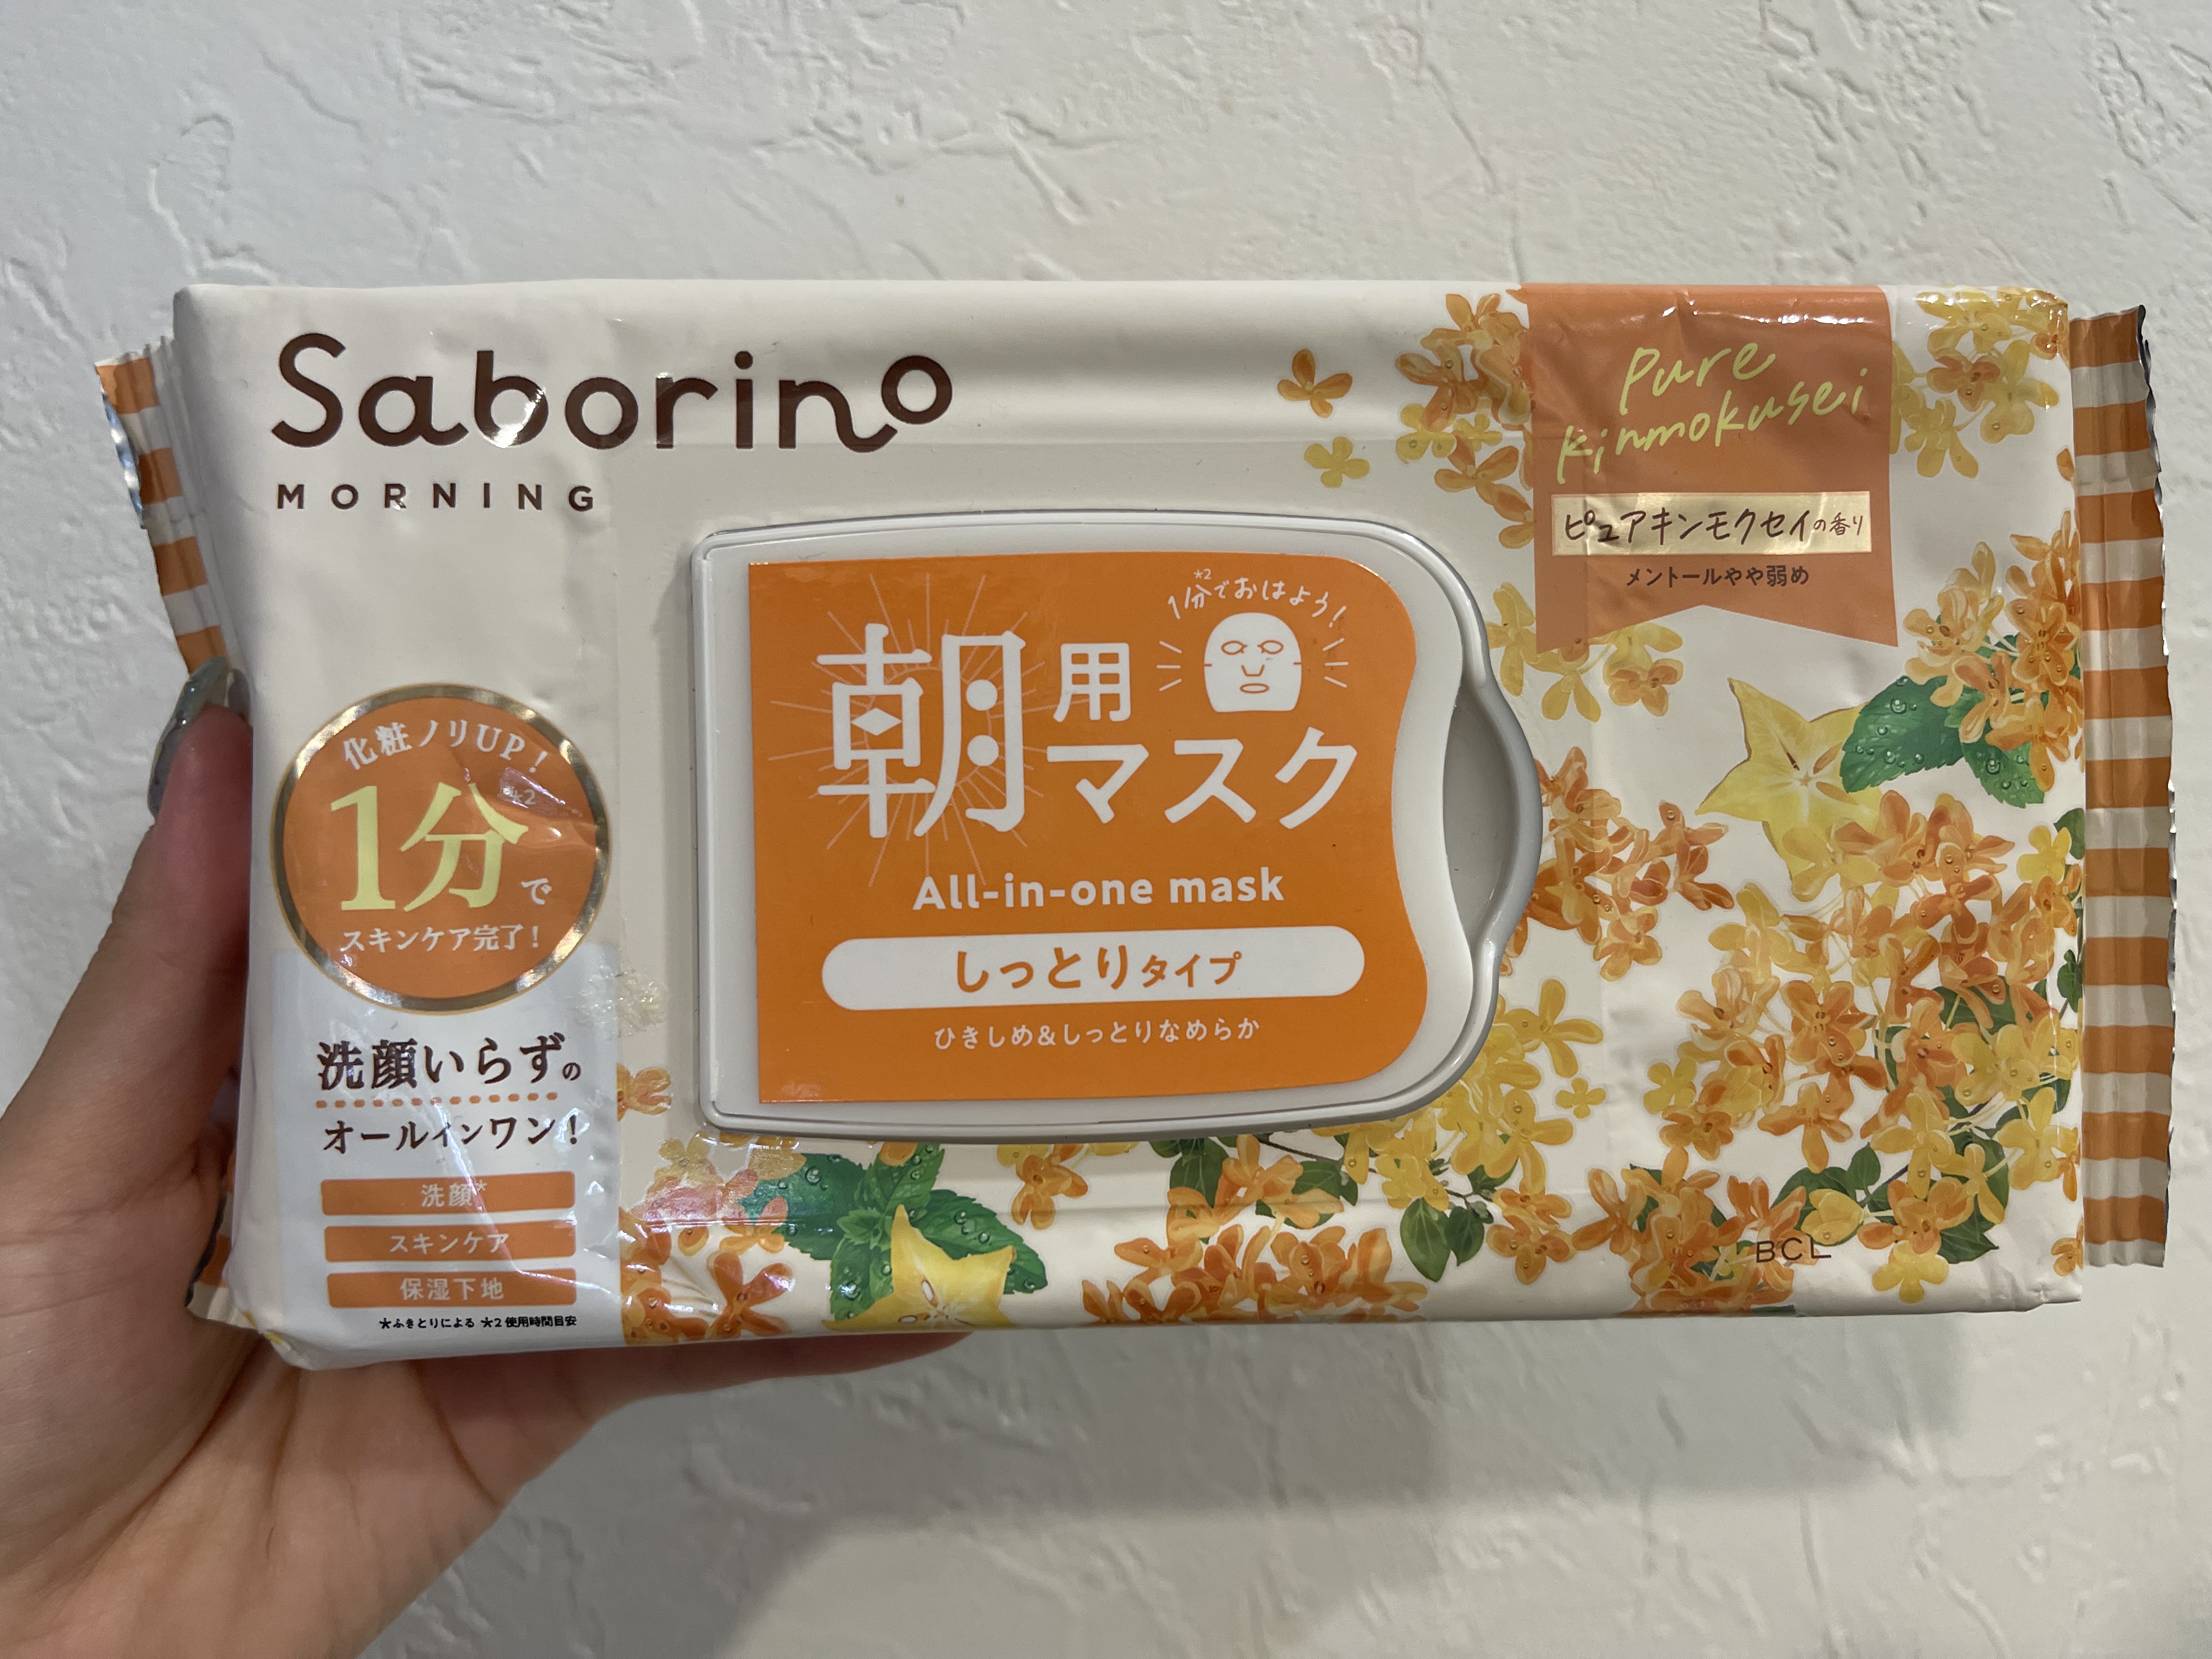 Saborino
MORNING
Pure
kinmokusei
ピュアキンモクセイの香り
メントールやや弱め
*2
1分でおはよう!
朝用マスク
All-in-one mask
しっとりタイプ
ひきしめ&しっとりなめらか
化粧ノリUP!
1分*2で
スキンケア完了!
洗顔いらずの
オールインワン!
洗顔*
スキンケア
保湿下地
*ふきとりによる *2 使用時間目安
BCL